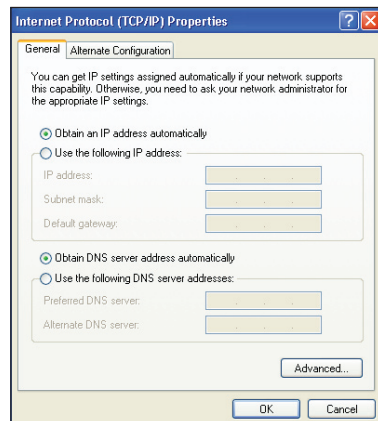 Internet Protocol (TCP/IP) Properties
General
Alternate Configuration
You can get IP settings assigned automatically if your network supports
this capability. Otherwise, you need to ask your network administrator for
the appropriate IP settings.
Obtain an IP address automatically
Use the following IP address:
IP address:
Subnet mask:
Default gateway:
Obtain DNS server address automatically
Use the following DNS server addresses:
Preferred DNS server:
Alternate DNS server:
Advanced...
OK
Cancel